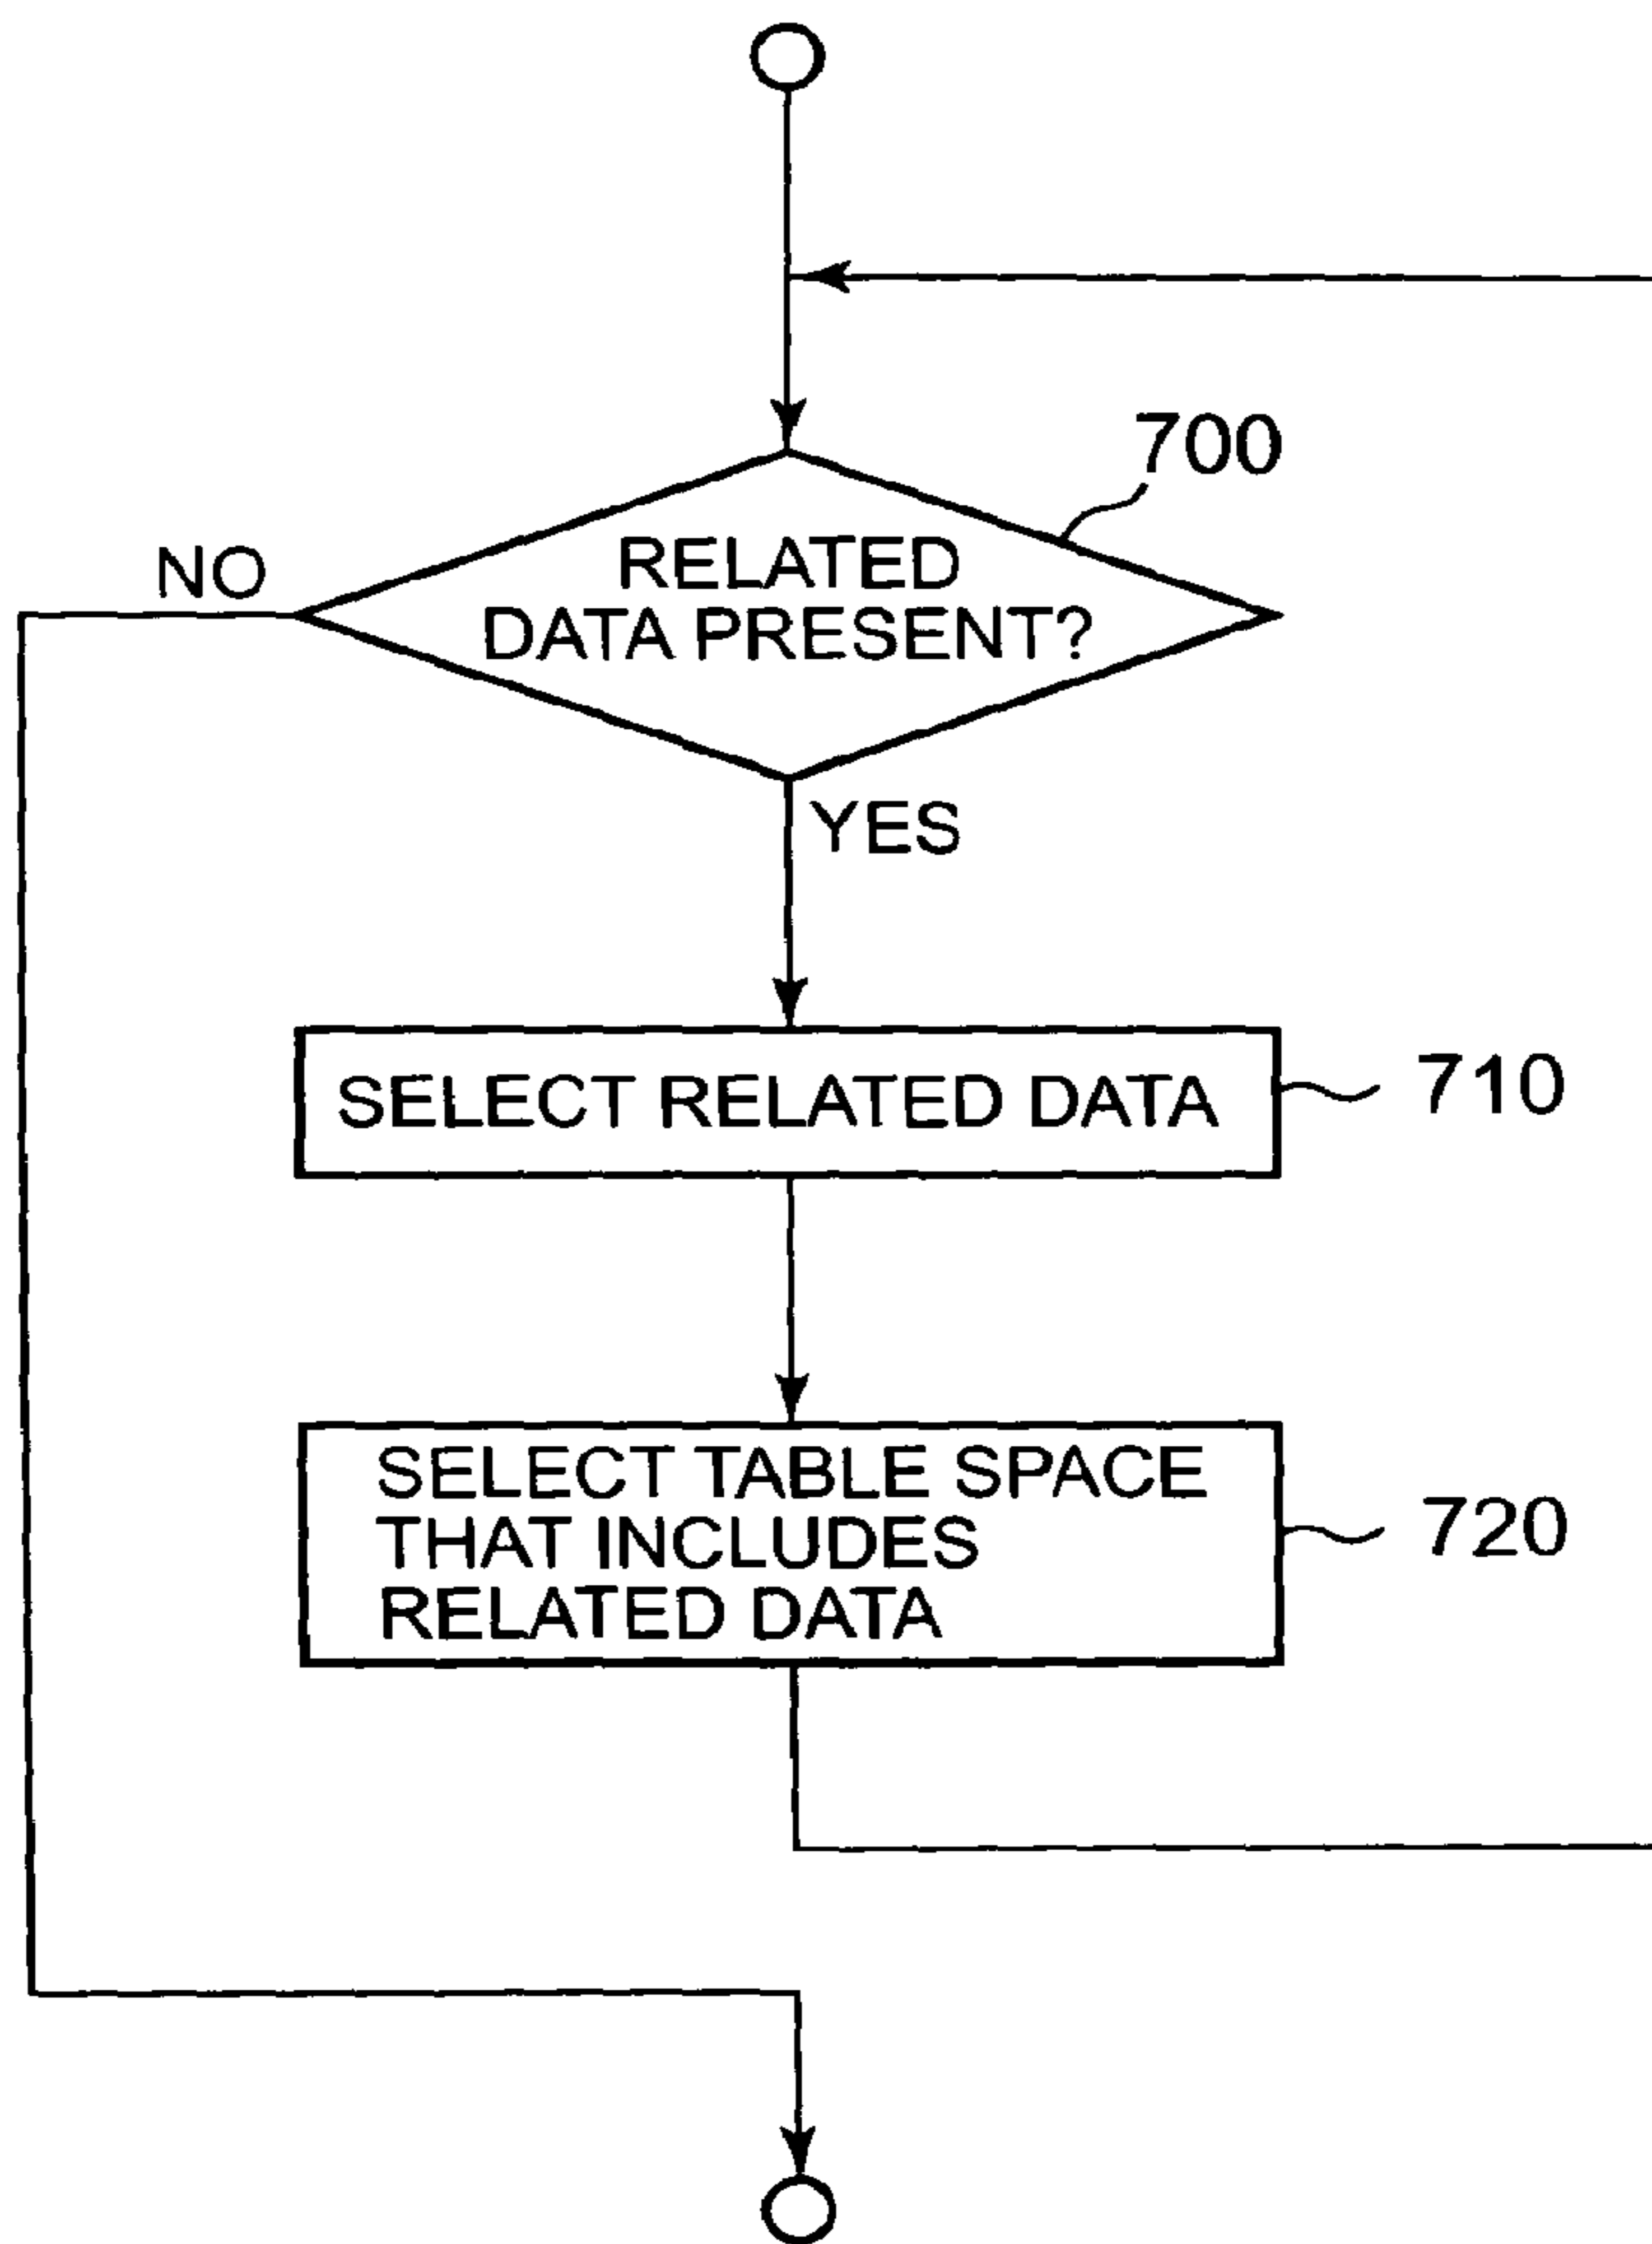 700
RELATED
DATA PRESENT?
NO
YES
SELECT RELATED DATA
710
SELECT TABLE SPACE
THAT INCLUDES
RELATED DATA
720